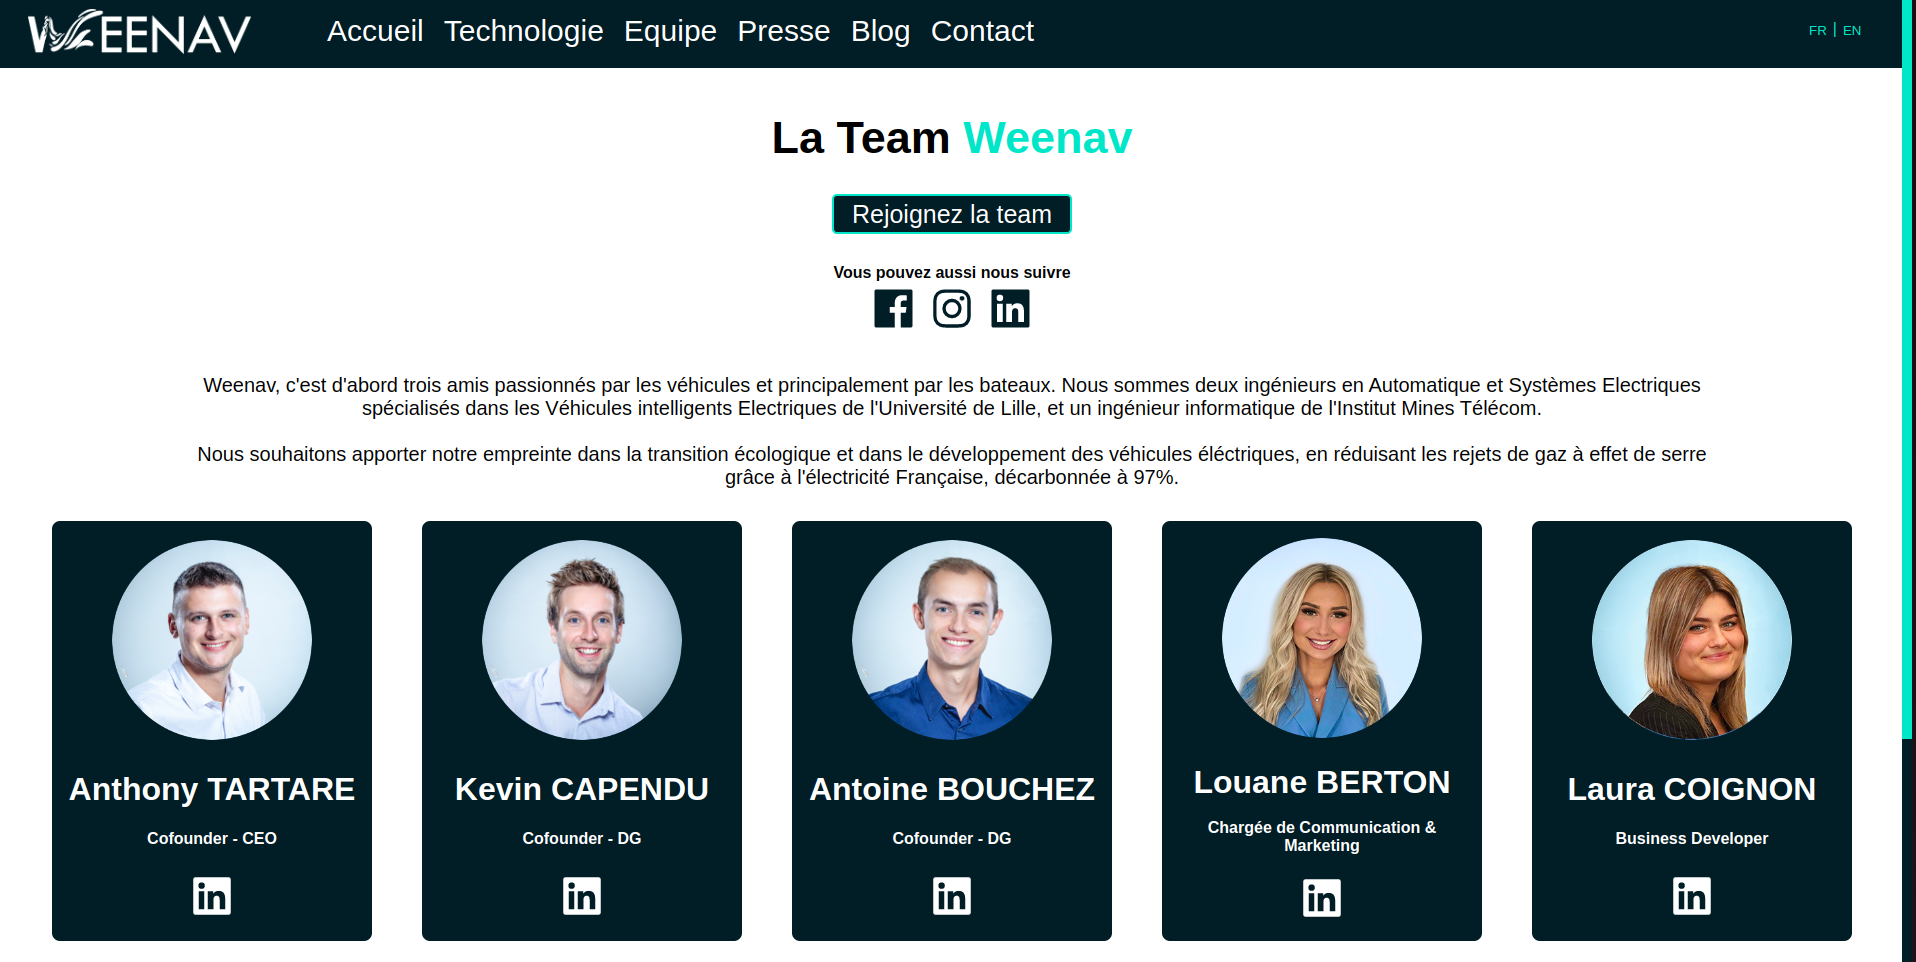 WEENAV
Accueil Technologie Equipe Presse Blog Contact
FR | EN
La Team Weenav
Rejoignez la team
Vous pouvez aussi nous suivre
Weenav, c'est d'abord trois amis passionnés par les véhicules et principalement par les bateaux. Nous sommes deux ingénieurs en Automatique et Systèmes Electriques
spécialisés dans les Véhicules intelligents Electriques de l'Université de Lille, et un ingénieur informatique de l'Institut Mines Télécom.
Nous souhaitons apporter notre empreinte dans la transition écologique et dans le développement des véhicules éléctriques, en réduisant les rejets de gaz à effet de serre
grâce à l'électricité Française, décarbonnée à 97%.
Anthony TARTARE
Cofounder - CEO
in
Kevin CAPENDU
Cofounder - DG
in
Antoine BOUCHEZ
Cofounder - DG
in
Louane BERTON
Chargée de Communication &
Marketing
in
Laura COIGNON
Business Developer
in